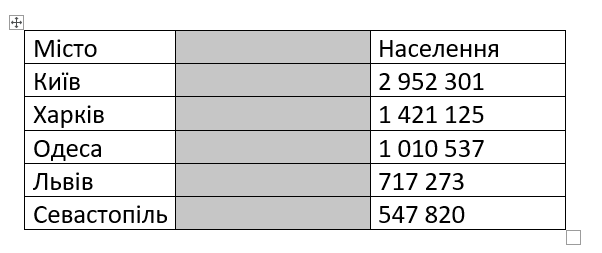 Місто Населення
Київ 2 952 301
Харків 1 421 125
Одеса 1 010 537
Львів 717 273
Севастопіль 547 820